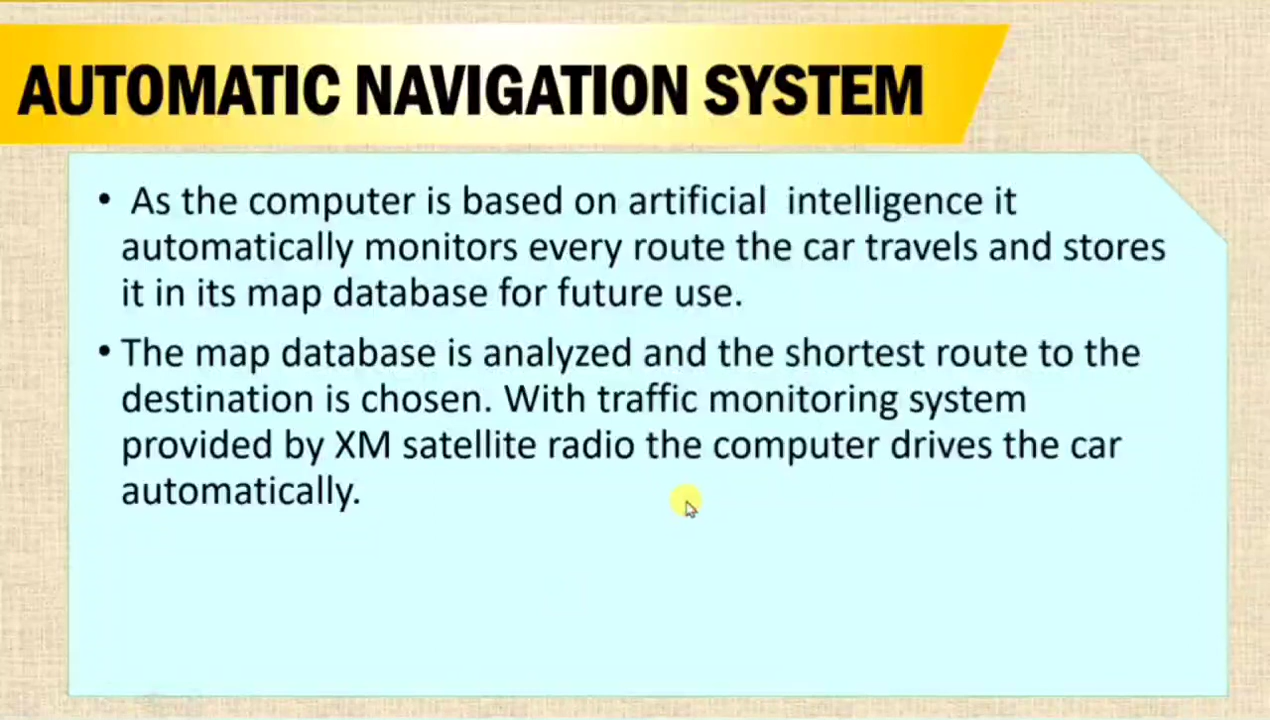 AUTOMATIC NAVIGATION SYSTEM
• As the computer is based on artificial intelligence it
automatically monitors every route the car travels and stores
it in its map database for future use.
• The map database is analyzed and the shortest route to the
destination is chosen. With traffic monitoring system
provided by XM satellite radio the computer drives the car
automatically.